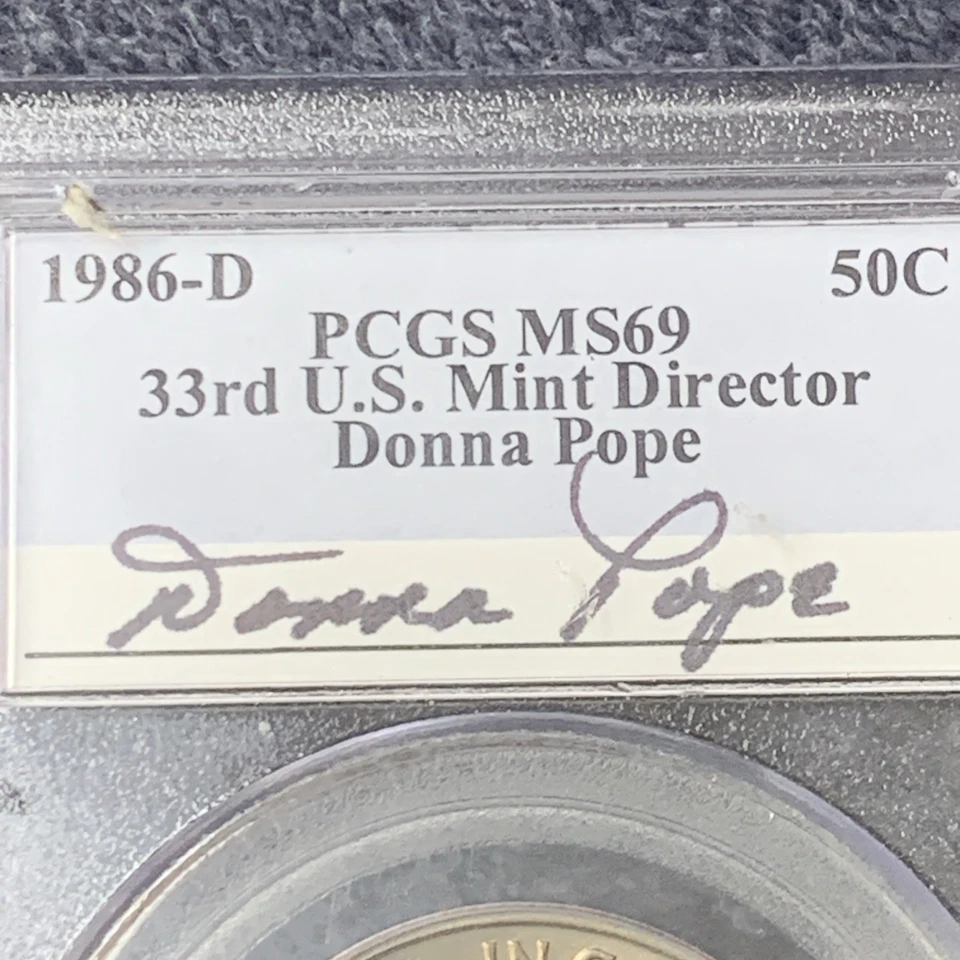 1986-D 50C
PCGS MS69
33rd U.S. Mint Director
Donna Pope
Donna Pope